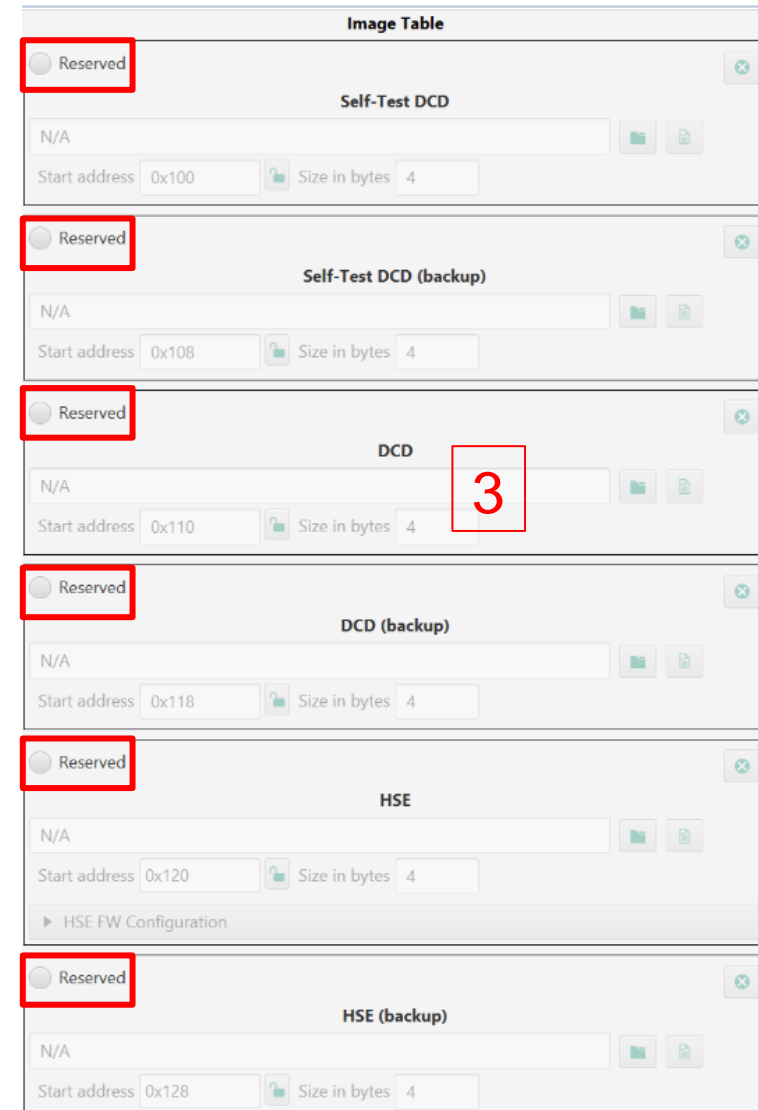 Image Table
Reserved
Self-Test DCD
N/A
Start address 0x100 Size in bytes 4
Reserved
Self-Test DCD (backup)
N/A
Start address 0x108 Size in bytes 4
Reserved
DCD
3
N/A
Start address 0x110 Size in bytes 4
Reserved
DCD (backup)
N/A
Start address 0x118 Size in bytes 4
Reserved
HSE
N/A
Start address 0x120 Size in bytes 4
HSE FW Configuration
Reserved
HSE (backup)
N/A
Start address 0x128 Size in bytes 4